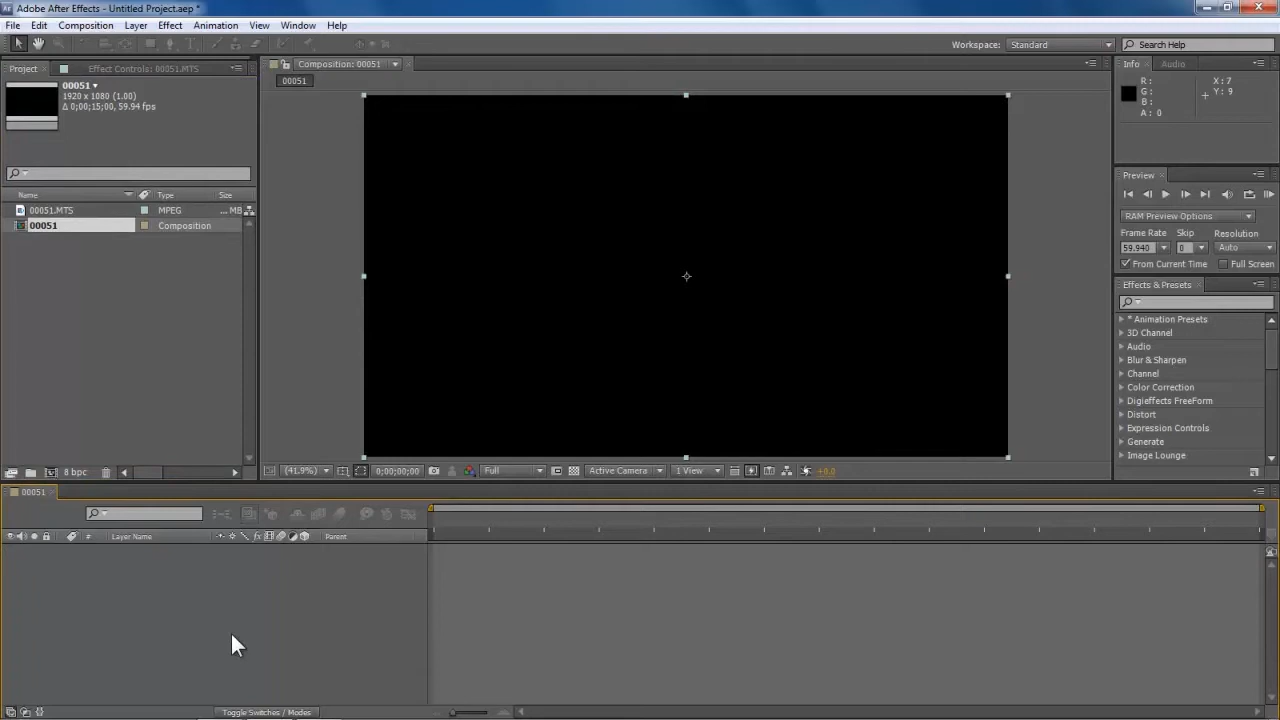 Adobe After Effects - Untitled Project.aep *
File Edit Composition Layer Effect Animation View Window Help
Workspace: Standard Search Help
Project Effect Controls: 00051.MTS
00051
1920 x 1080 (1.00)
Δ 0;00;15;00, 59.94 fps
Name Type Size
00051.MTS MPEG ... MB
00051 Composition
8 bpc
Composition: 00051
00051
(41.9%) 0;00;00;00 Full Active Camera 1 View +0.0
Info Audio
R :
G :
B :
A : 0
X : 7
Y : 9
Preview
RAM Preview Options
Frame Rate Skip Resolution
59.940 0 Auto
From Current Time Full Screen
Effects & Presets
* Animation Presets
3D Channel
Audio
Blur & Sharpen
Channel
Color Correction
Digieffects FreeForm
Distort
Expression Controls
Generate
Image Lounge
00051
# Layer Name fx Parent
Toggle Switches / Modes